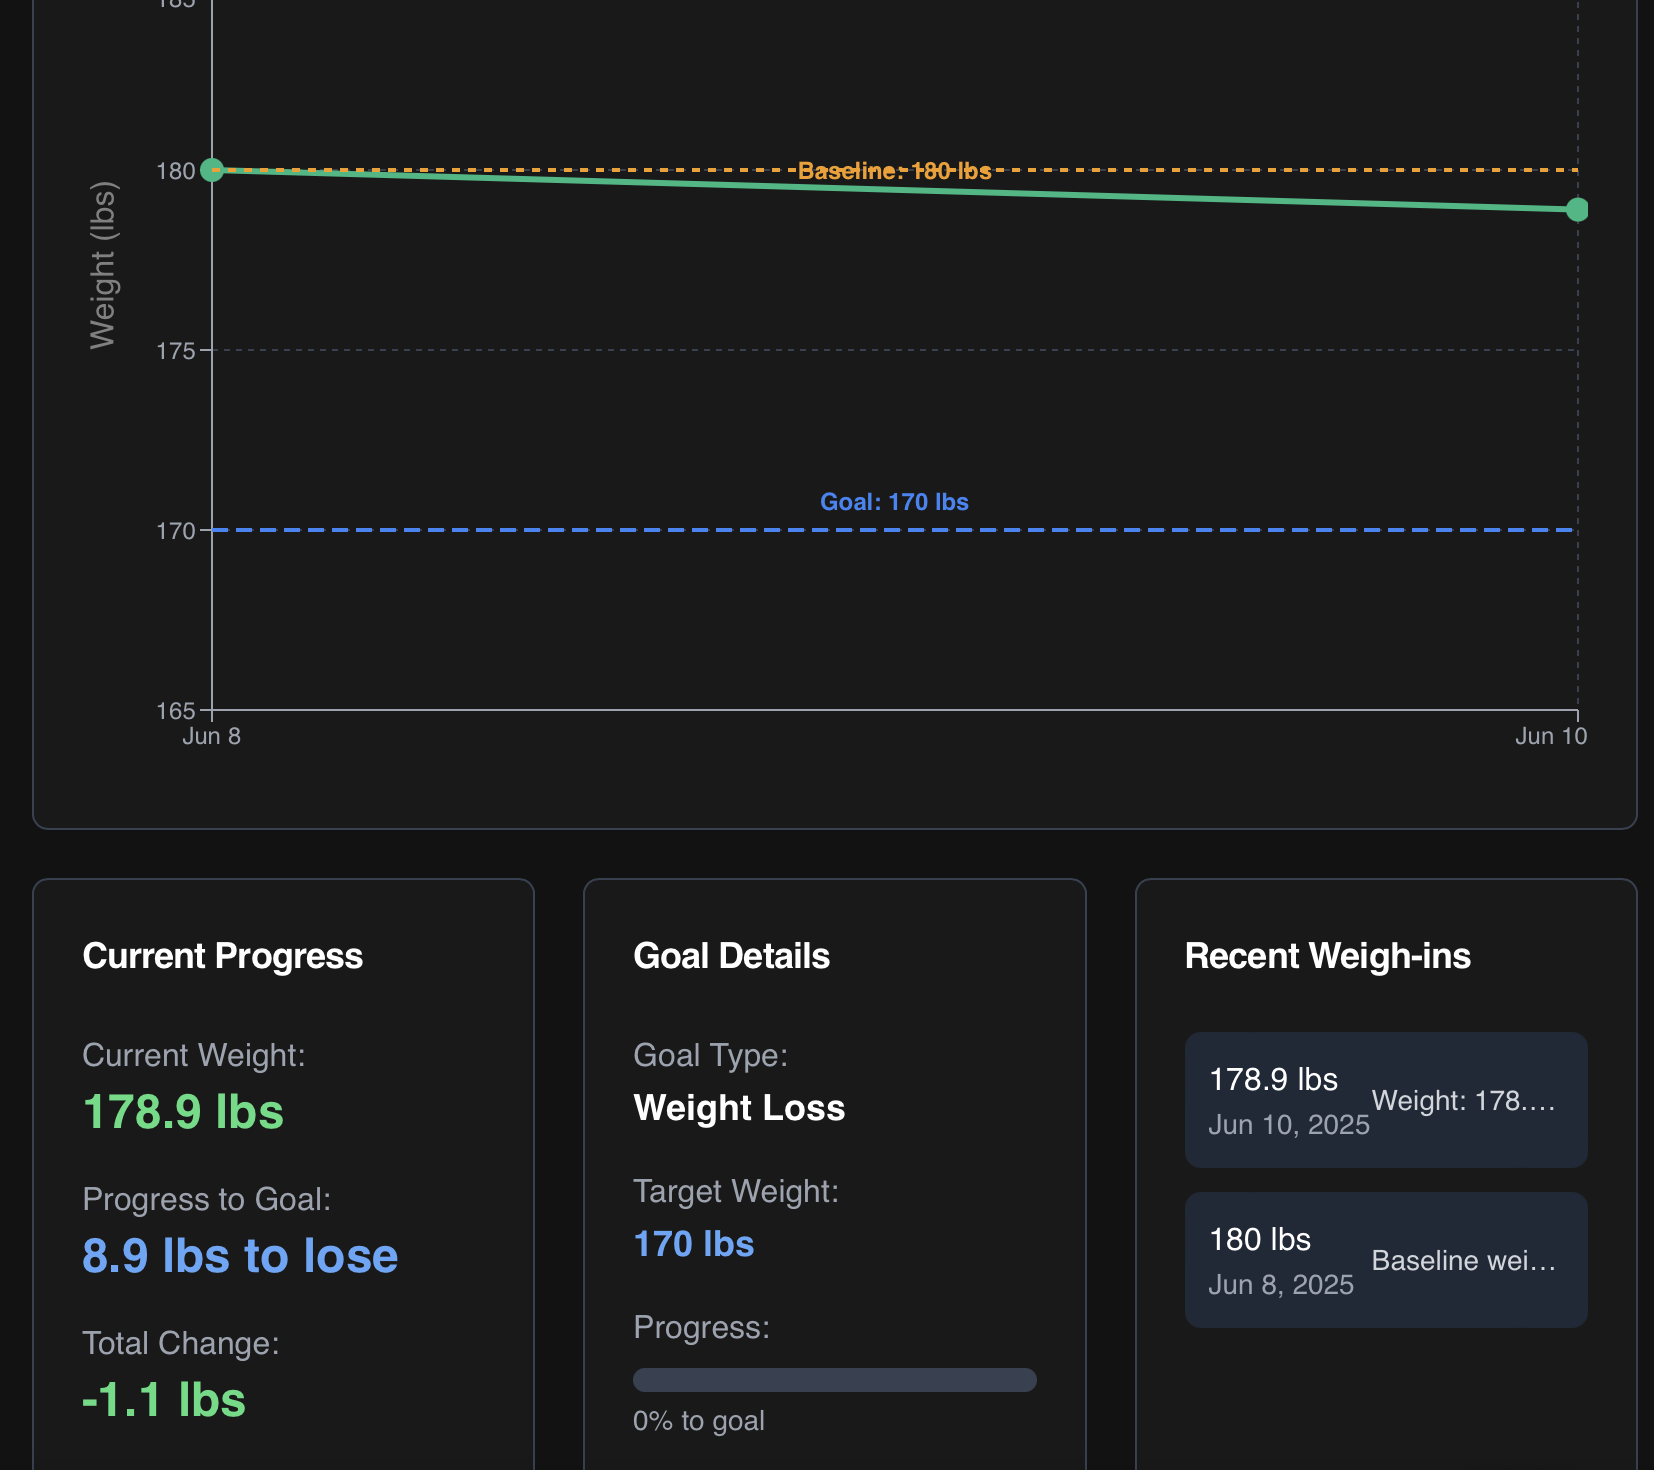 185
180
Baseline: 180 lbs
Weight (lbs)
175
Goal: 170 lbs
170
165
Jun 8
Jun 10
Current Progress
Current Weight:
178.9 lbs
Progress to Goal:
8.9 lbs to lose
Total Change:
-1.1 lbs
Goal Details
Goal Type:
Weight Loss
Target Weight:
170 lbs
Progress:
0% to goal
Recent Weigh-ins
178.9 lbs
Jun 10, 2025
Weight: 178.…
180 lbs
Jun 8, 2025
Baseline wei…